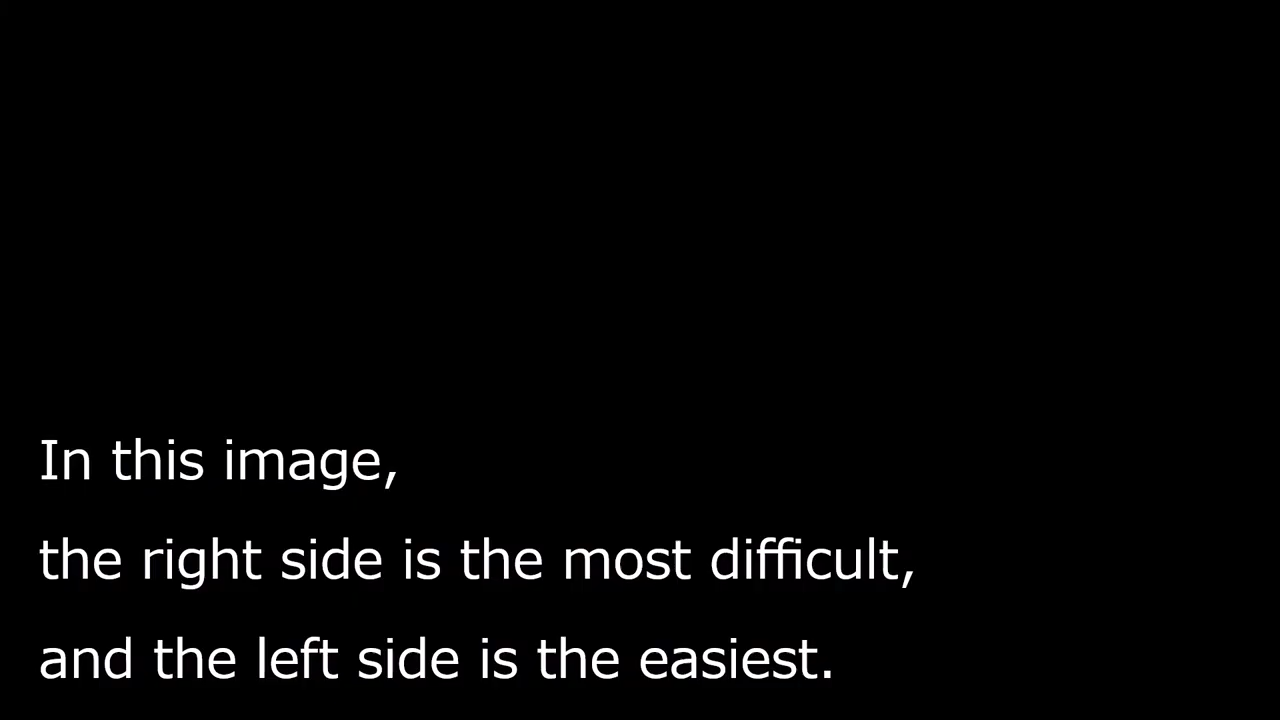 In this image,
the right side is the most difficult,
and the left side is the easiest.